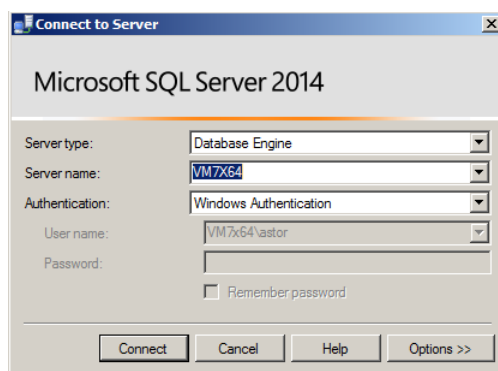 Connect to Server
Microsoft SQL Server 2014
Server type: Database Engine
Server name: VM7X64
Authentication: Windows Authentication
User name: VM7x64\astor
Password:
Remember password
Connect Cancel Help Options >>